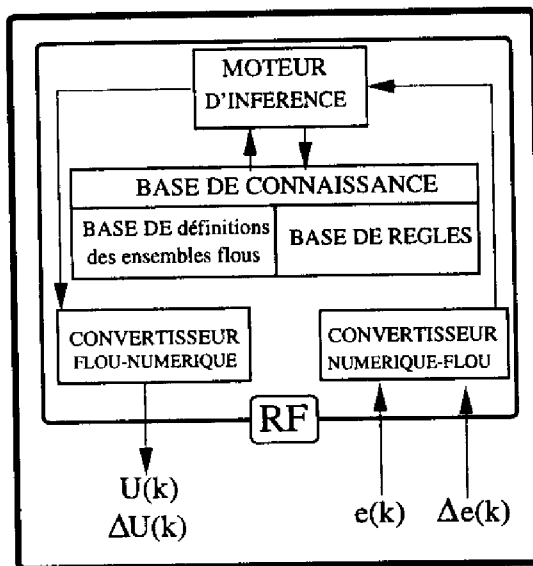 MOTEUR
D'INFERENCE
BASE DE CONNAISSANCE
BASE DE définitions
des ensembles flous
BASE DE REGLES
CONVERTISSEUR
FLOU-NUMERIQUE
CONVERTISSEUR
NUMERIQUE-FLOU
RF
U(k)
ΔU(k)
e(k)
Δe(k)